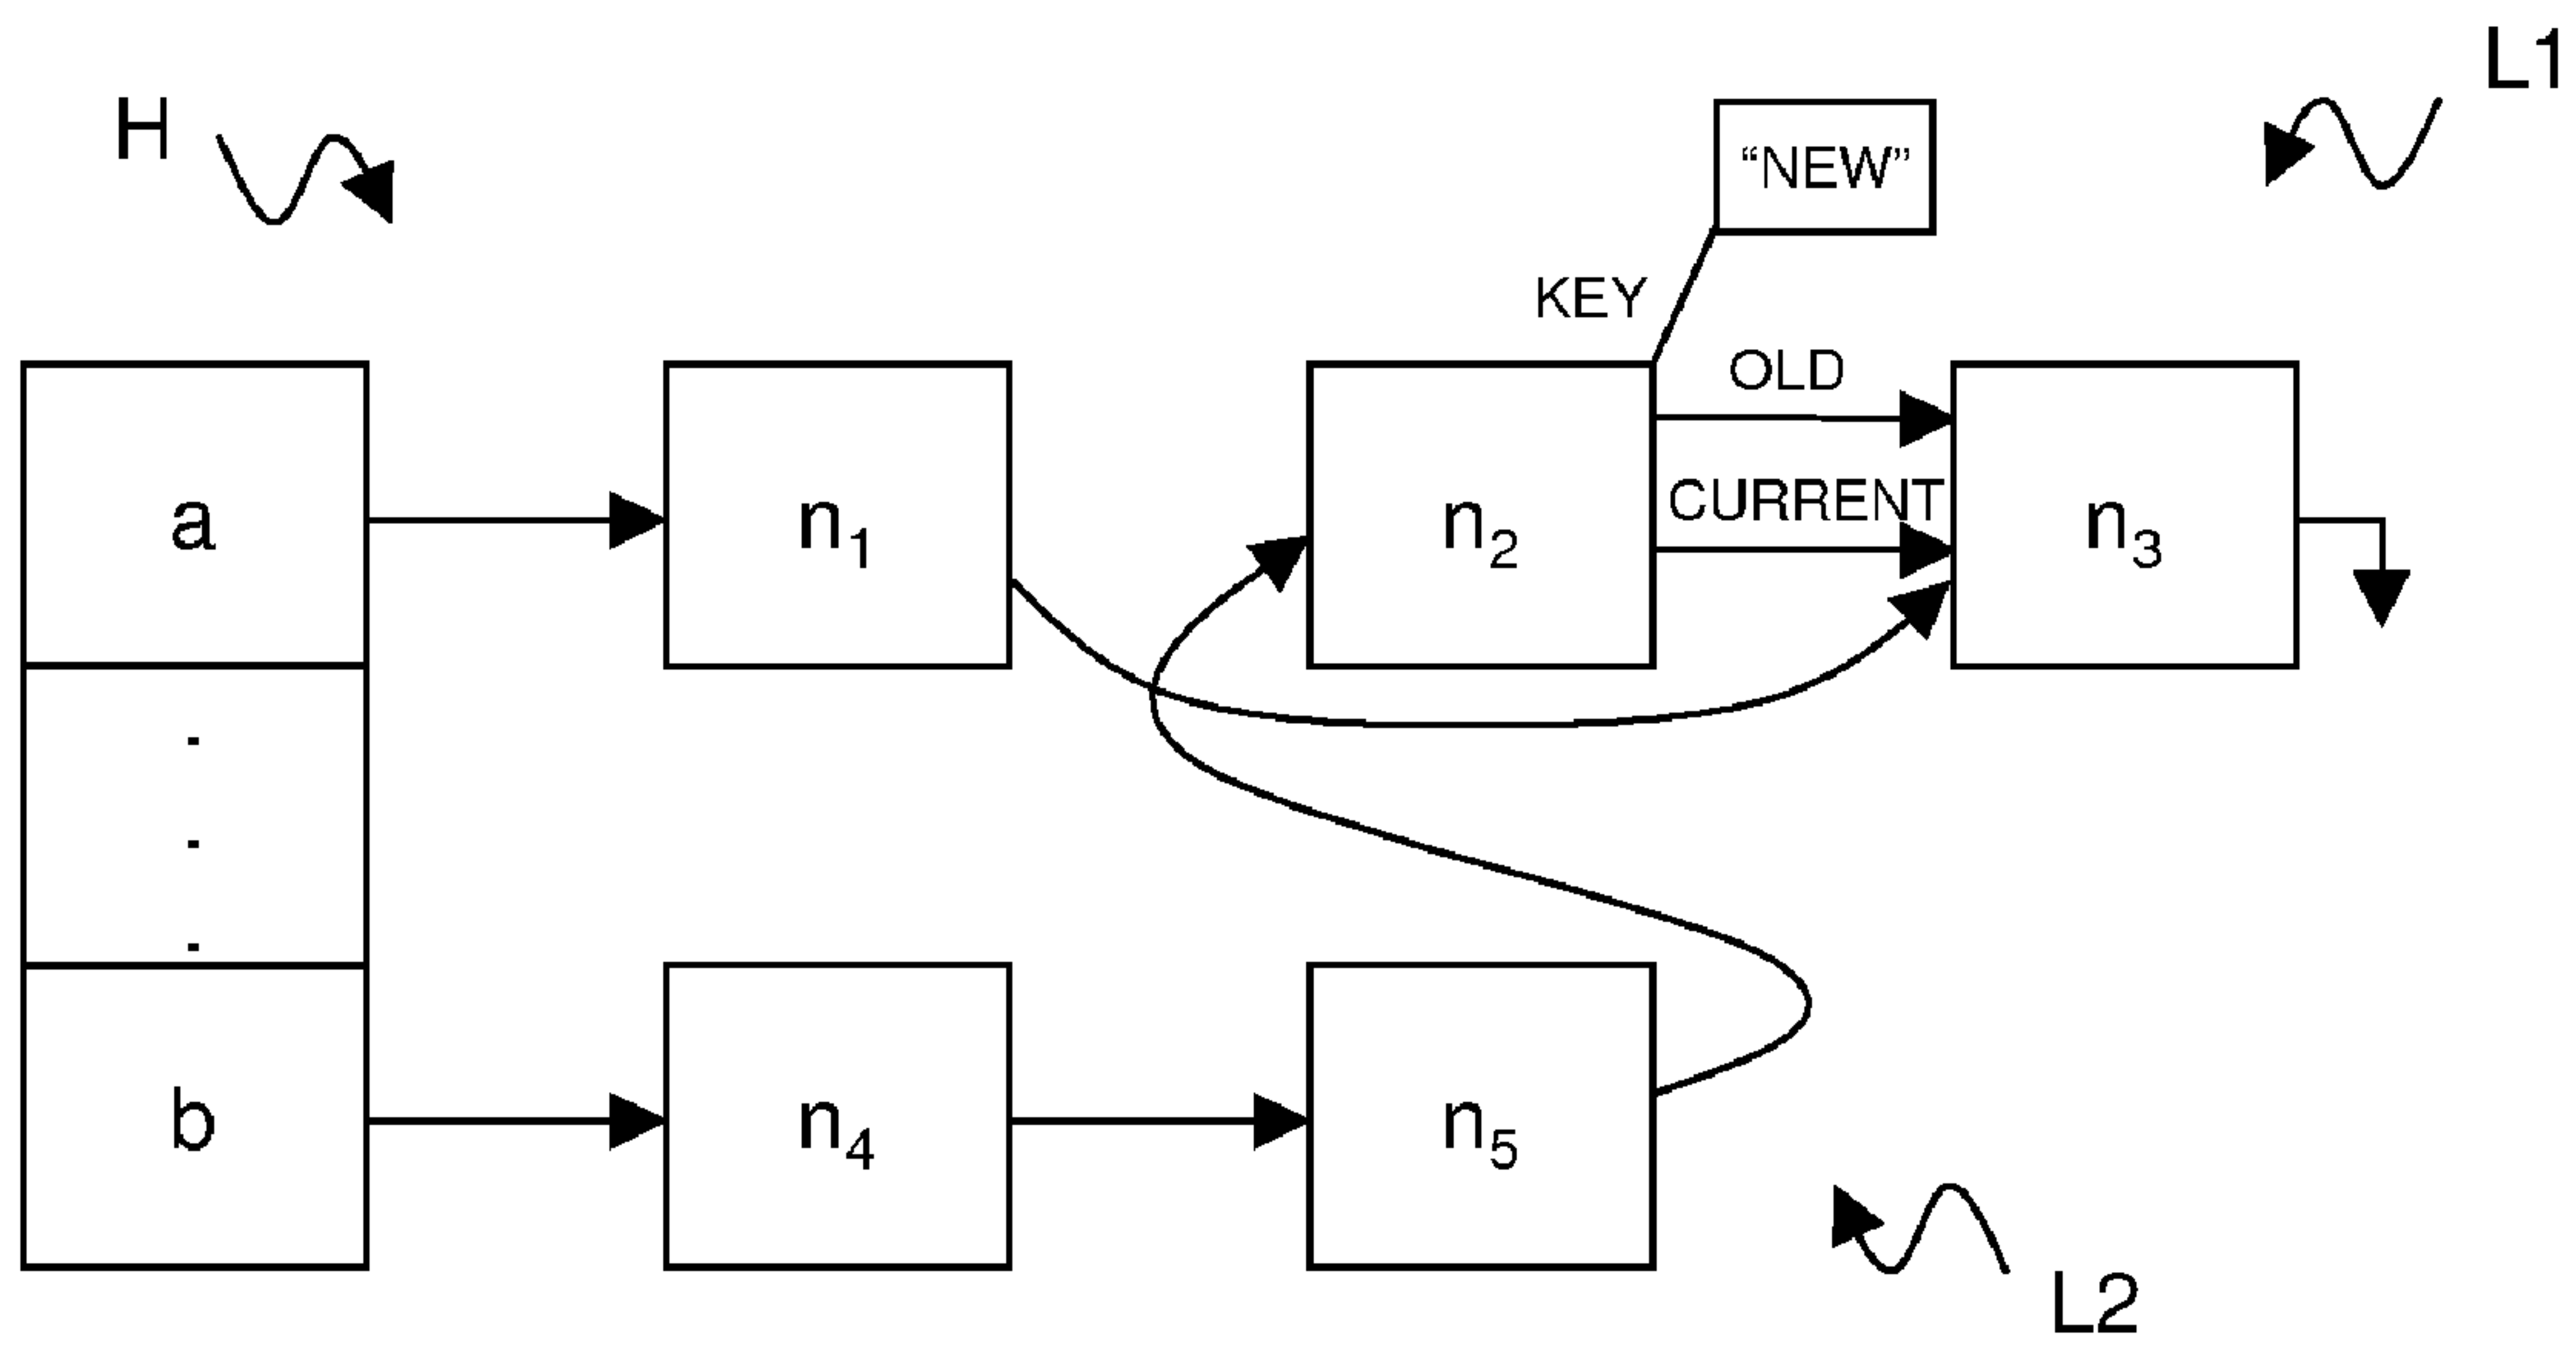 H
L1
“NEW”
KEY
OLD
CURRENT
a
n1
n2
n3
.
.
.
b
n4
n5
L2